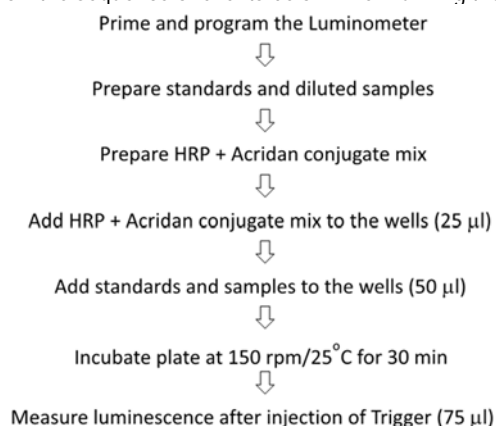 Prime and program the Luminometer
Prepare standards and diluted samples
Prepare HRP + Acridan conjugate mix
Add HRP + Acridan conjugate mix to the wells (25 μl)
Add standards and samples to the wells (50 μl)
Incubate plate at 150 rpm/25°C for 30 min
Measure luminescence after injection of Trigger (75 μl)